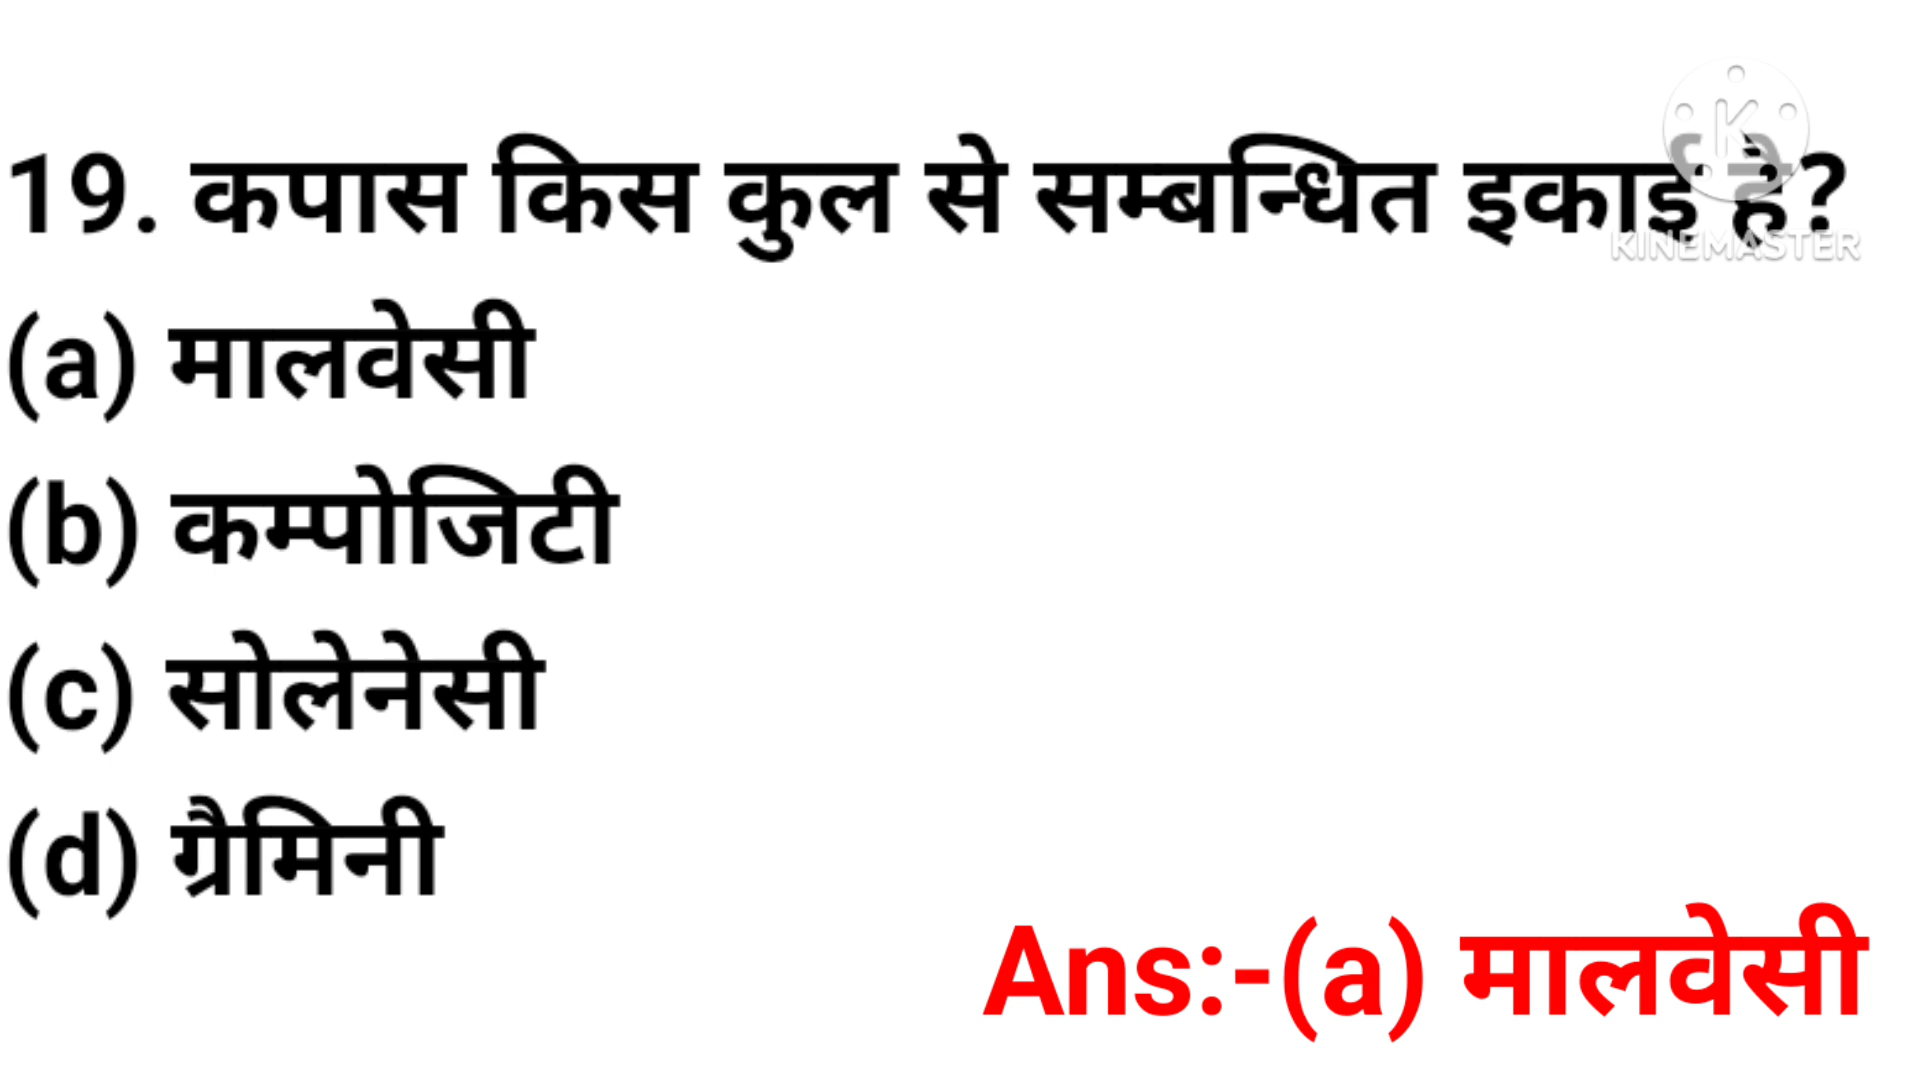 19. कपास किस कुल से सम्बन्धित इकाई है?
(a) मालवेसी
(b) कम्पोजिटी
(c) सोलेनेसी
(d) ग्रैमिनी
Ans:-(a) मालवेसी
K
KINEMASTER